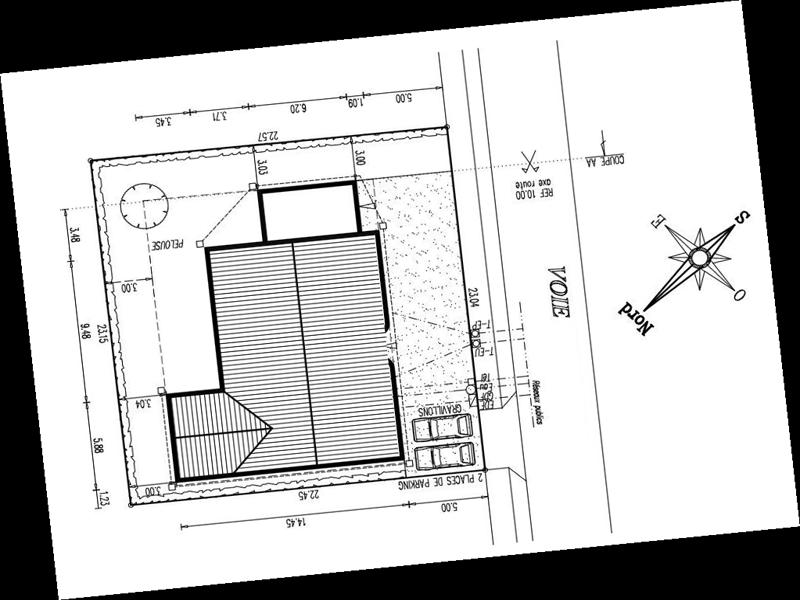 5.00
1.09
6.20
3.71
3.45
22.57
3.03
3.00
COUPE AA
REF 10.00
axe route
PELOUSE
3.48
3.00
S
E
O
Nord
VOIE
23.04
23.15
9.48
T-EP
T-EU
Tél
Eau
GDF
EDF
Réseaux publics
3.04
GRAVILLONS
5.88
2 PLACES DE PARKING
3.00
22.45
1.23
5.00
14.45